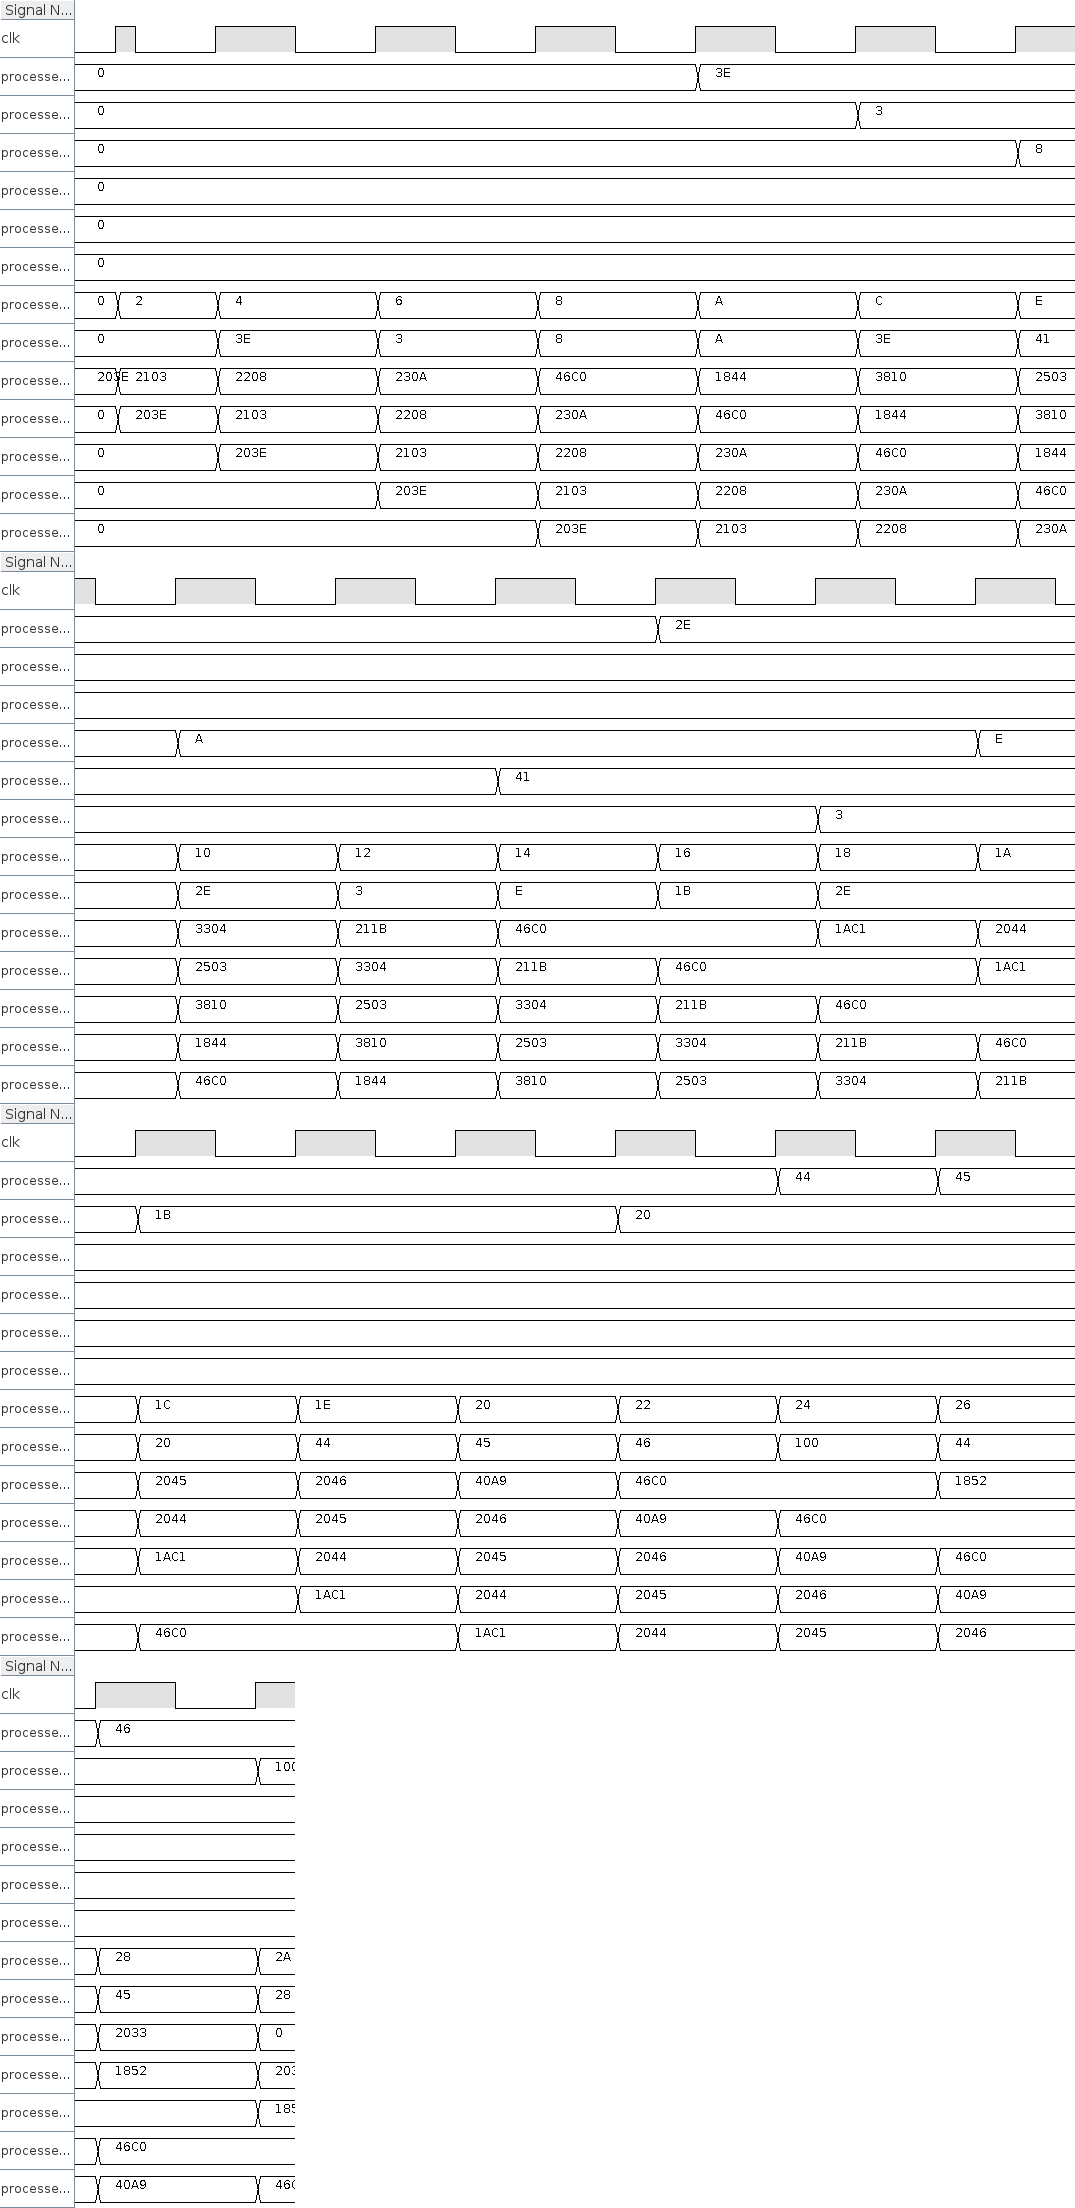 Signal N...
clk
processe... 0 3E
processe... 0 3
processe... 0 8
processe... 0
processe... 0
processe... 0
processe... 0 2 4 6 8 A C E
processe... 0 3E 3 8 A 3E 41
processe... 203E 2103 2208 230A 46C0 1844 3810 2503
processe... 0 203E 2103 2208 230A 46C0 1844 3810
processe... 0 203E 2103 2208 230A 46C0 1844
processe... 0 203E 2103 2208 230A 46C0
processe... 0 203E 2103 2208 230A
Signal N...
clk
processe... 2E
processe...
processe...
processe... A E
processe... 41
processe... 3
processe... 10 12 14 16 18 1A
processe... 2E 3 E 1B 2E
processe... 3304 211B 46C0 1AC1 2044
processe... 2503 3304 211B 46C0 1AC1
processe... 3810 2503 3304 211B 46C0
processe... 1844 3810 2503 3304 211B 46C0
processe... 46C0 1844 3810 2503 3304 211B
Signal N...
clk
processe... 44 45
processe... 1B 20
processe...
processe...
processe...
processe...
processe... 1C 1E 20 22 24 26
processe... 20 44 45 46 100 44
processe... 2045 2046 40A9 46C0 1852
processe... 2044 2045 2046 40A9 46C0
processe... 1AC1 2044 2045 2046 40A9 46C0
processe... 1AC1 2044 2045 2046 40A9
processe... 46C0 1AC1 2044 2045 2046
Signal N...
clk
processe... 46
processe... 100
processe...
processe...
processe...
processe...
processe... 28 2A
processe... 45 28
processe... 2033 0
processe... 1852 203
processe... 185
processe... 46C0
processe... 40A9 46C